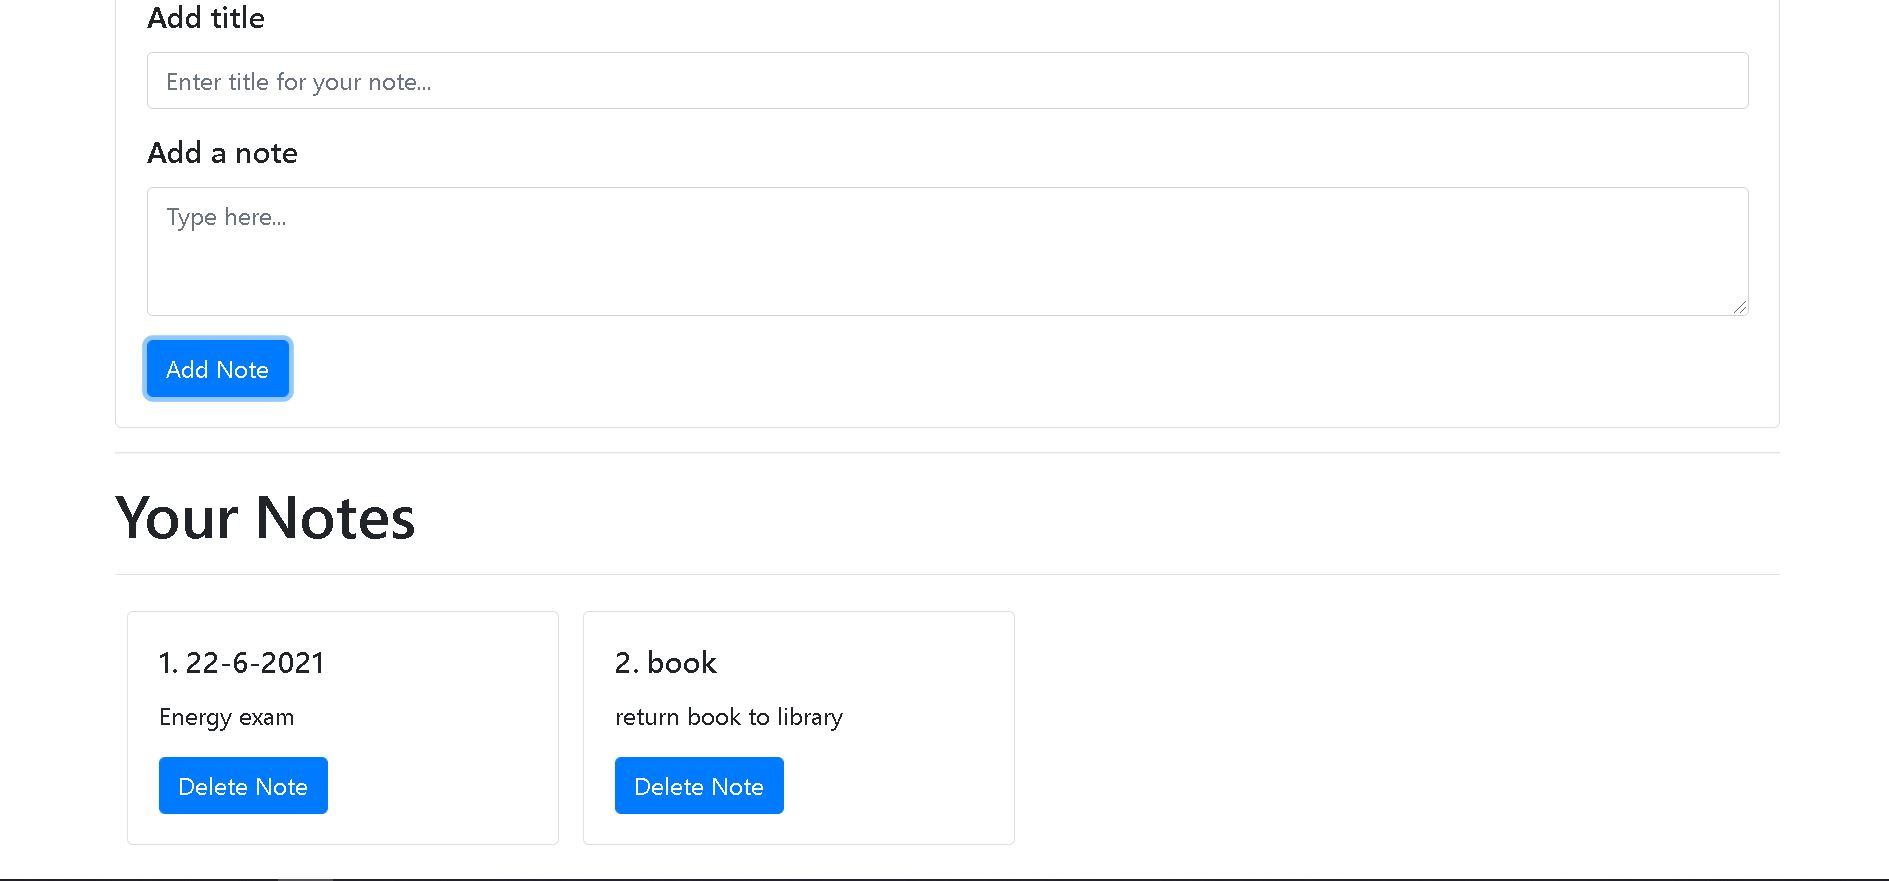 Add title
Enter title for your note...
Add a note
Type here...
Add Note
Your Notes
1. 22-6-2021
Energy exam
Delete Note
2. book
return book to library
Delete Note